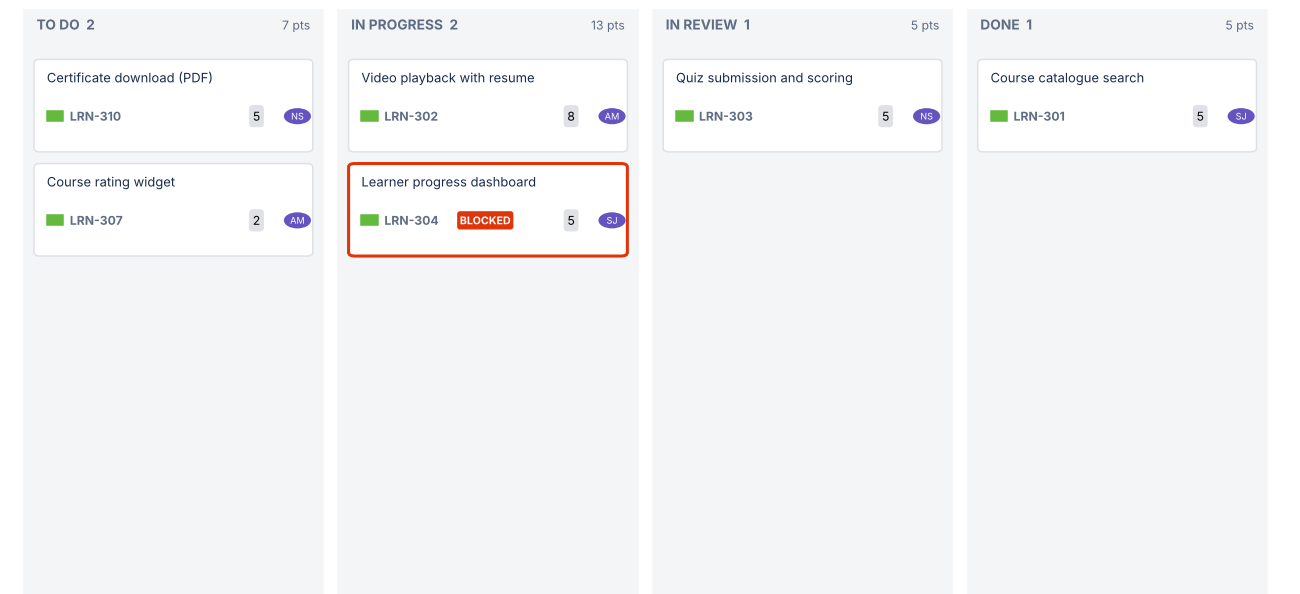 TO DO 2 7 pts
Certificate download (PDF)
LRN-310 5 NS
Course rating widget
LRN-307 2 AM
IN PROGRESS 2 13 pts
Video playback with resume
LRN-302 8 AM
Learner progress dashboard
LRN-304 BLOCKED 5 SJ
IN REVIEW 1 5 pts
Quiz submission and scoring
LRN-303 5 NS
DONE 1 5 pts
Course catalogue search
LRN-301 5 SJ